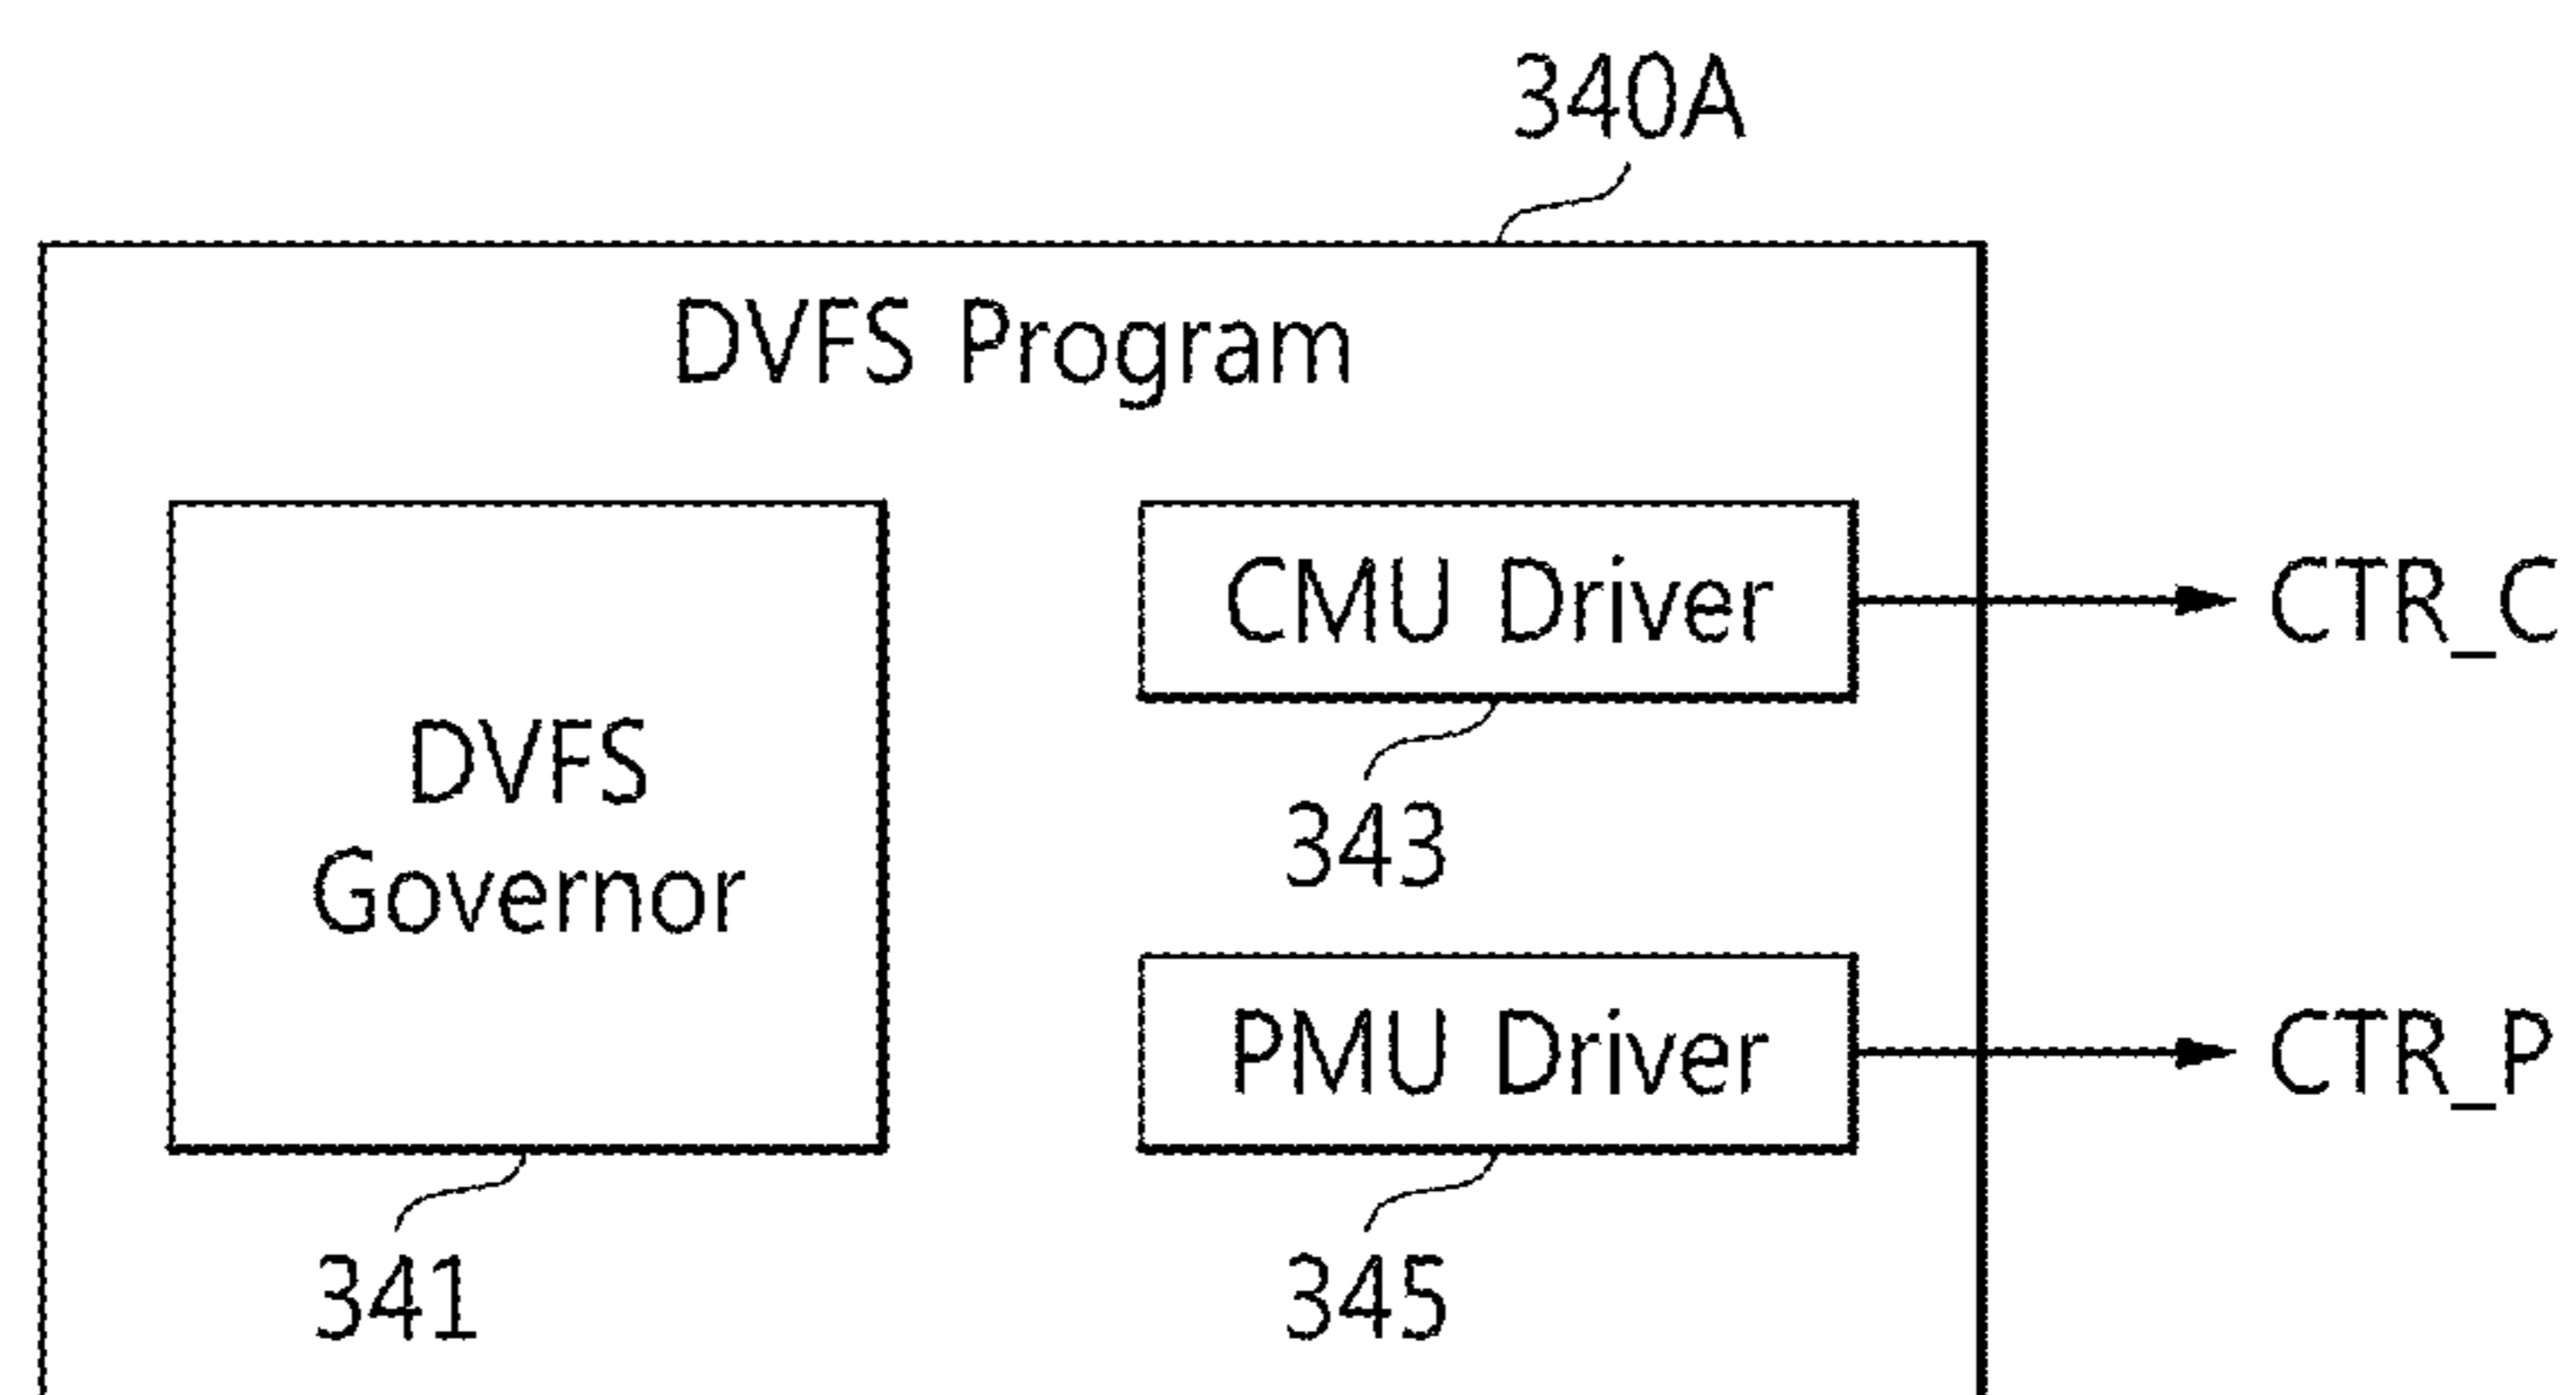 340A
DVFS Program
DVFS
Governor
341
CMU Driver
343
CTR_C
PMU Driver
345
CTR_P